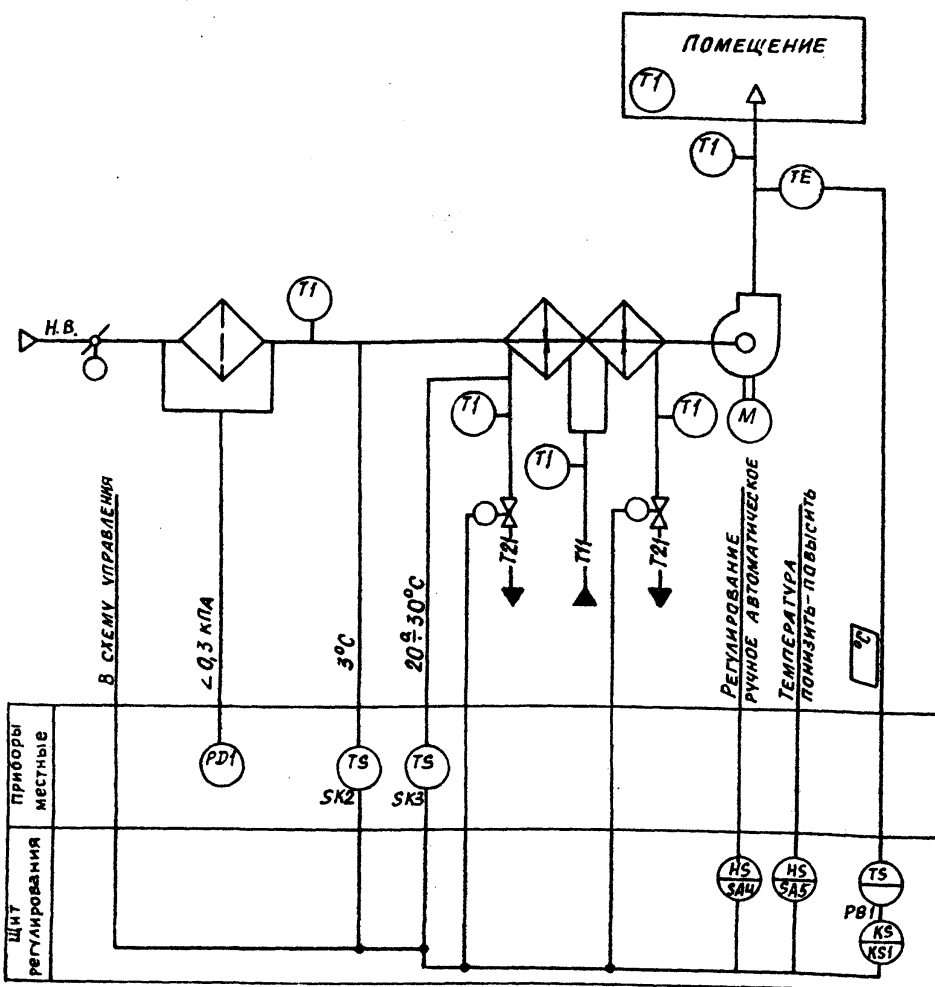 ПОМЕЩЕНИЕ
T1
T1
TE
T1
Н.В.
T1
T1
M
T1
T21
T11
T21
В СХЕМУ УПРАВЛЕНИЯ
<0,3 КПА
3°C
20÷30°C
РЕГУЛИРОВАНИЕ
РУЧНОЕ АВТОМАТИЧЕСКОЕ
ТЕМПЕРАТУРА
ПОНИЗИТЬ-ПОВЫСИТЬ
°C
Приборы
местные
PD1
TS
SK2
TS
SK3
Щит
регулирования
HS
SA4
HS
SA5
TS
PB1
KS
KS1